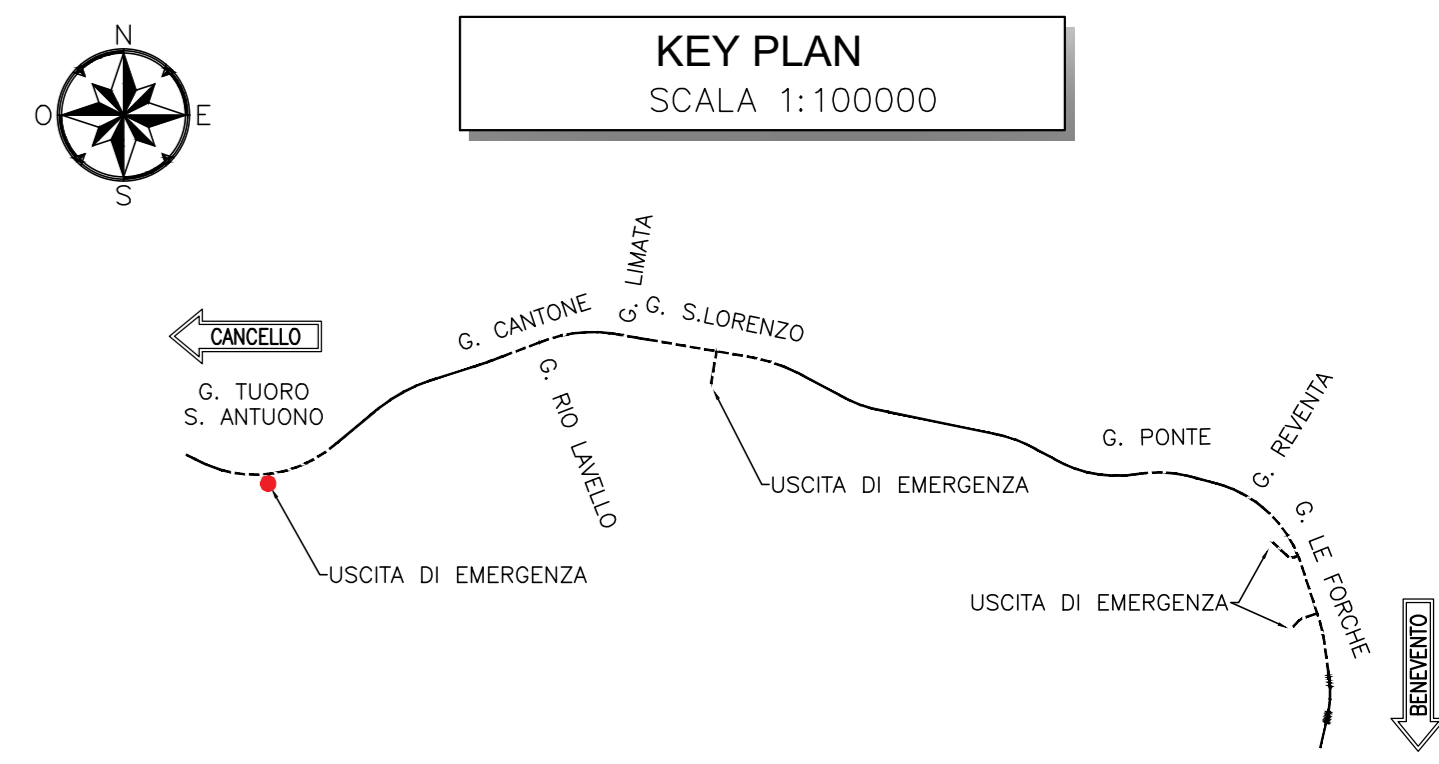 N
O
E
S
KEY PLAN
SCALA 1:100000
CANCELLO
G. TUORO
S. ANTUONO
G. CANTONE
G. LIMATA
G. S.LORENZO
G. RIO LAVELLO
USCITA DI EMERGENZA
USCITA DI EMERGENZA
G. PONTE
G. REVENTA
G. LE FORCHE
USCITA DI EMERGENZA
BENEVENTO